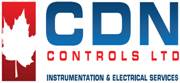 CDN
CONTROLS LTD
INSTRUMENTATION & ELECTRICAL SERVICES